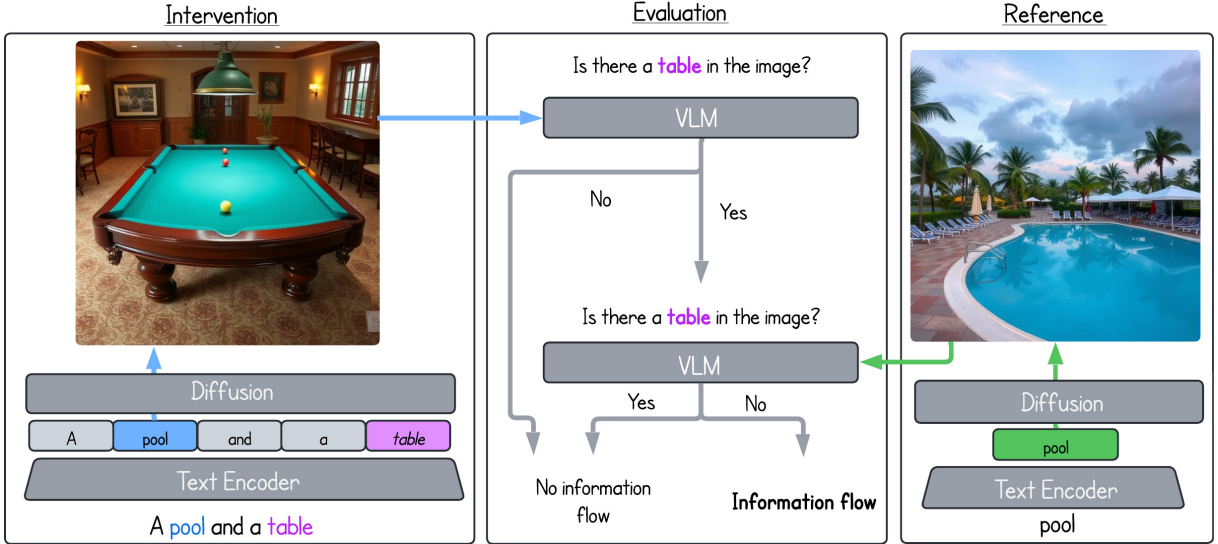 Intervention
Diffusion
A pool and a table
Text Encoder
A pool and a table
Evaluation
Is there a table in the image?
VLM
No
Yes
Is there a table in the image?
VLM
Yes
No
No information
flow
Information flow
Reference
Diffusion
pool
Text Encoder
pool